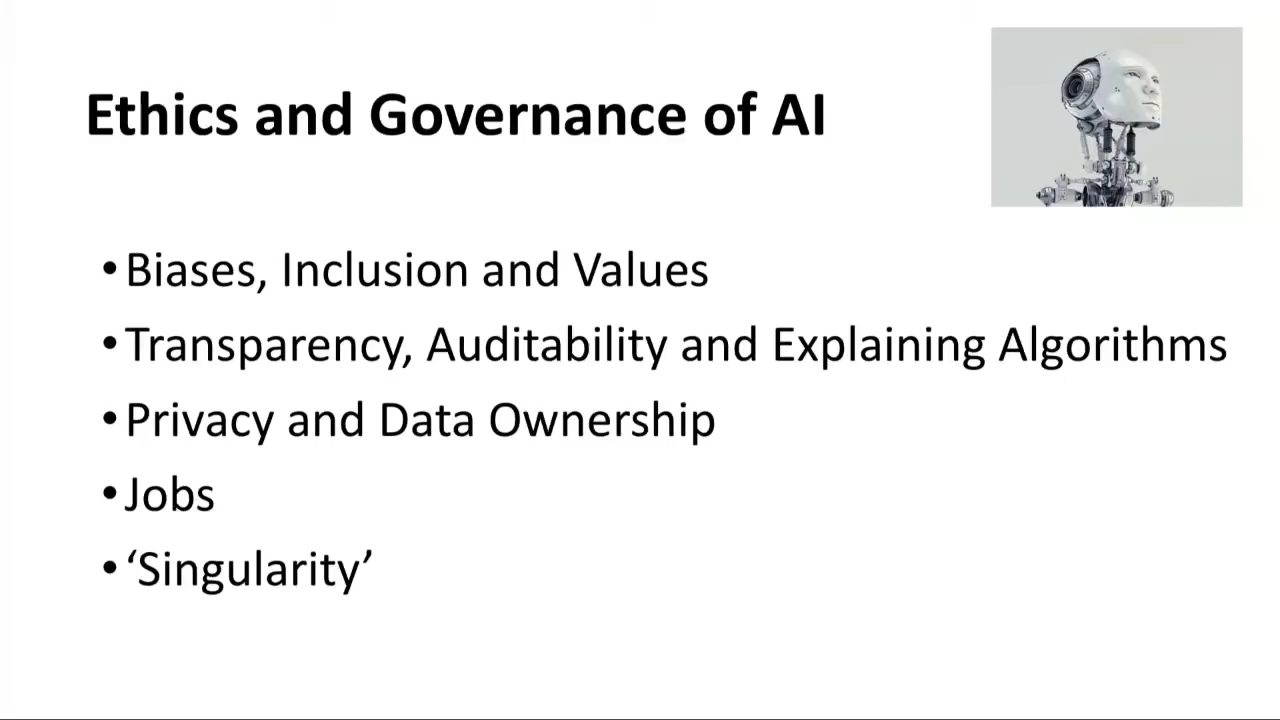 Ethics and Governance of AI
•Biases, Inclusion and Values
•Transparency, Auditability and Explaining Algorithms
•Privacy and Data Ownership
•Jobs
•‘Singularity’